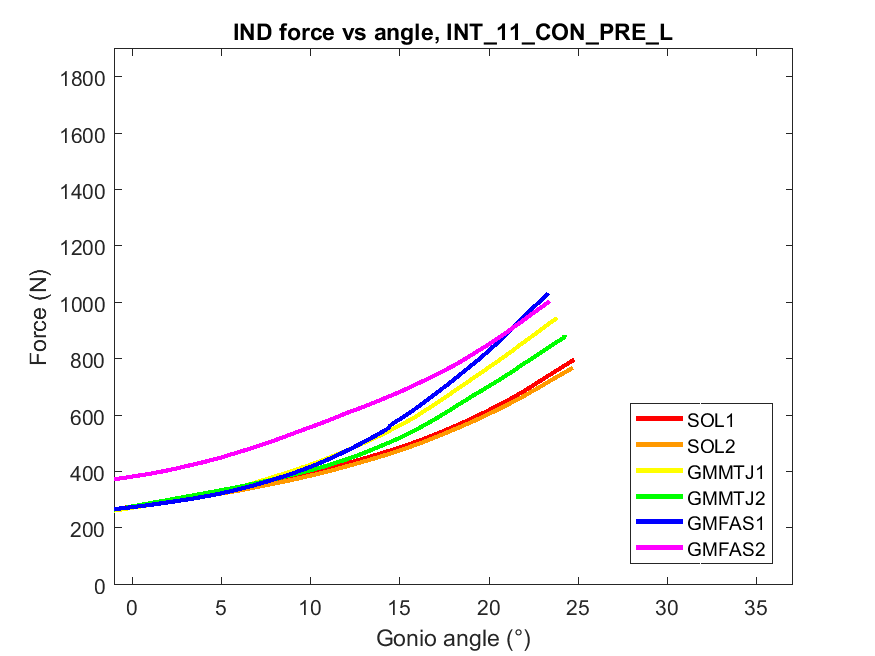 IND force vs angle, INT_11_CON_PRE_L
1800
1600
1400
1200
1000
800
600
400
200
0
Force (N)
0 5 10 15 20 25 30 35
Gonio angle (°)
SOL1
SOL2
GMMTJ1
GMMTJ2
GMFAS1
GMFAS2